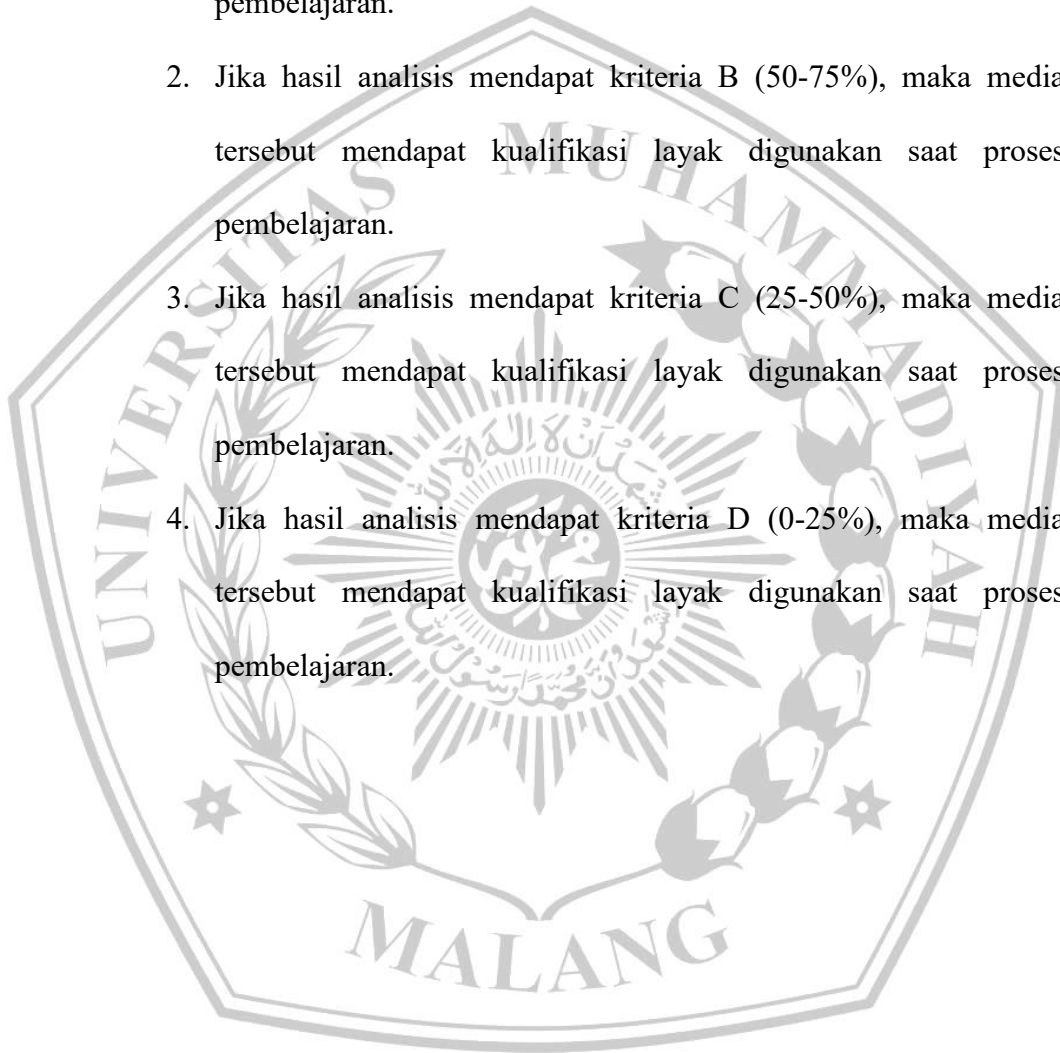 pembelajaran.
2. Jika hasil analisis mendapat kriteria B (50-75%), maka media
tersebut mendapat kualifikasi layak digunakan saat proses
pembelajaran.
3. Jika hasil analisis mendapat kriteria C (25-50%), maka media
tersebut mendapat kualifikasi layak digunakan saat proses
pembelajaran.
4. Jika hasil analisis mendapat kriteria D (0-25%), maka media
tersebut mendapat kualifikasi layak digunakan saat proses
pembelajaran.
UNIVERSITAS MUHAMMADIYAH
MALANG